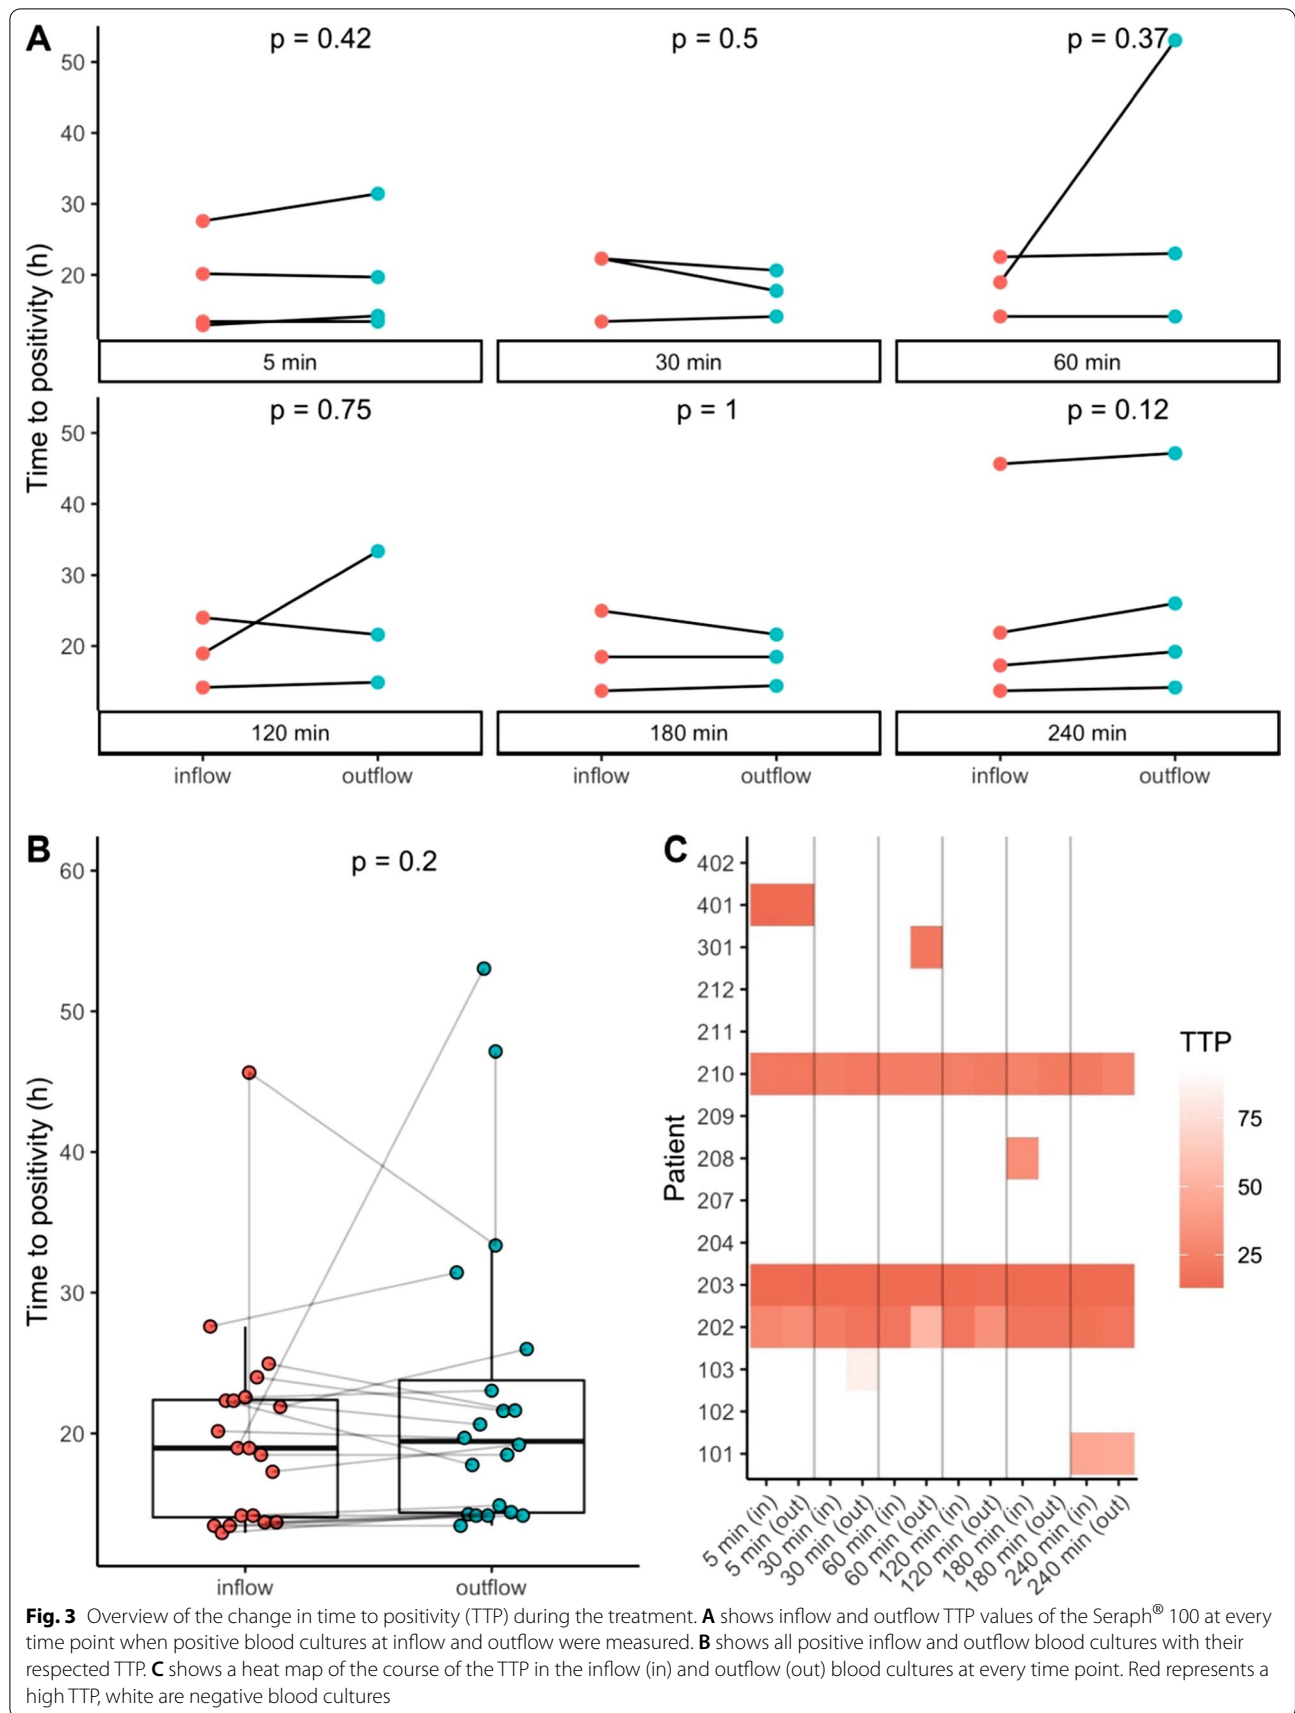 A
p = 0.42
p = 0.5
p = 0.37
50
40
30
20
5 min
30 min
60 min
Time to positivity (h)
p = 0.75
p = 1
p = 0.12
50
40
30
20
120 min
180 min
240 min
inflow
outflow
inflow
outflow
inflow
outflow
B
p = 0.2
60
50
40
30
20
Time to positivity (h)
inflow
outflow
C
402
401
301
212
211
210
209
208
207
204
203
202
103
102
101
Patient
5 min (in)
5 min (out)
30 min (in)
30 min (out)
60 min (in)
60 min (out)
120 min (in)
120 min (out)
180 min (in)
180 min (out)
240 min (in)
240 min (out)
TTP
75
50
25
Fig. 3 Overview of the change in time to positivity (TTP) during the treatment. A shows inflow and outflow TTP values of the Seraph® 100 at every
time point when positive blood cultures at inflow and outflow were measured. B shows all positive inflow and outflow blood cultures with their
respected TTP. C shows a heat map of the course of the TTP in the inflow (in) and outflow (out) blood cultures at every time point. Red represents a
high TTP, white are negative blood cultures